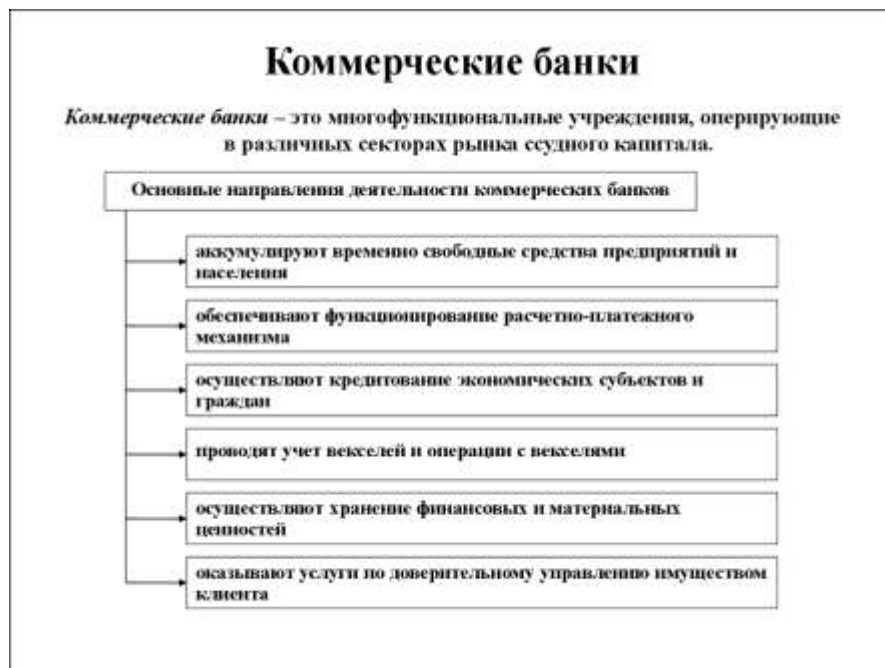 Коммерческие банки
Коммерческие банки – это многофункциональные учреждения, оперирующие
в различных секторах рынка ссудного капитала.
Основные направления деятельности коммерческих банков
аккумулируют временно свободные средства предприятий и
населения
обеспечивают функционирование расчетно-платежного
механизма
осуществляют кредитование экономических субъектов и
граждан
проводят учет векселей и операции с векселями
осуществляют хранение финансовых и материальных
ценностей
оказывают услуги по доверительному управлению имуществом
клиента